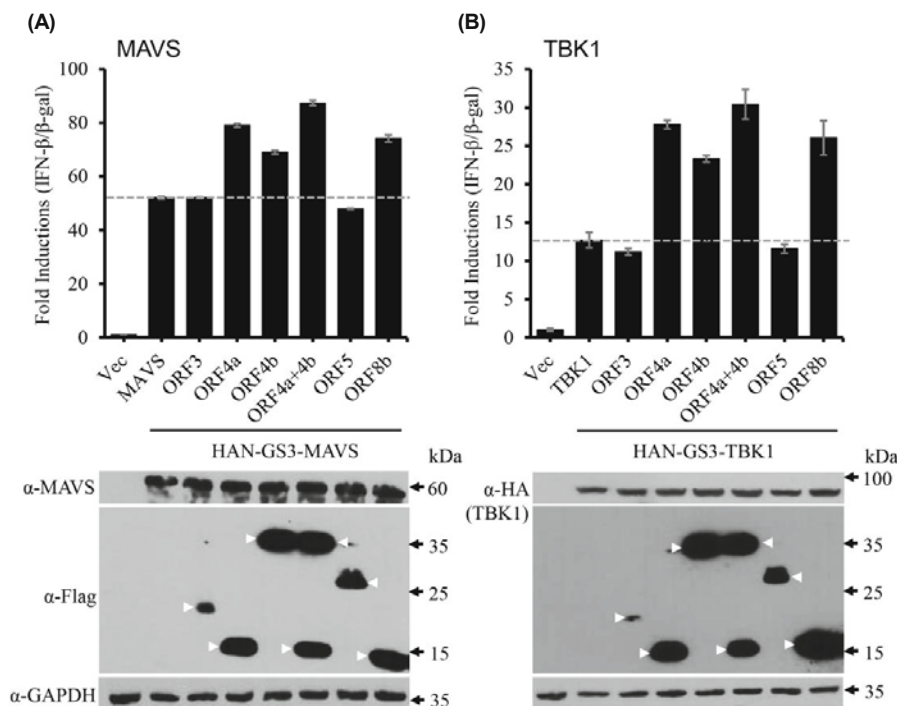 (A)
MAVS
Fold Inductions (IFN-β/β-gal)
100
80
60
40
20
0
Vec
MAVS
ORF3
ORF4a
ORF4b
ORF4a+4b
ORF5
ORF8b
HAN-GS3-MAVS
kDa
α-MAVS
60
α-Flag
35
25
15
α-GAPDH
35
(B)
TBK1
Fold Inductions (IFN-β/β-gal)
35
30
25
20
15
10
5
0
Vec
TBK1
ORF3
ORF4a
ORF4b
ORF4a+4b
ORF5
ORF8b
HAN-GS3-TBK1
kDa
100
α-HA
(TBK1)
35
25
15
35